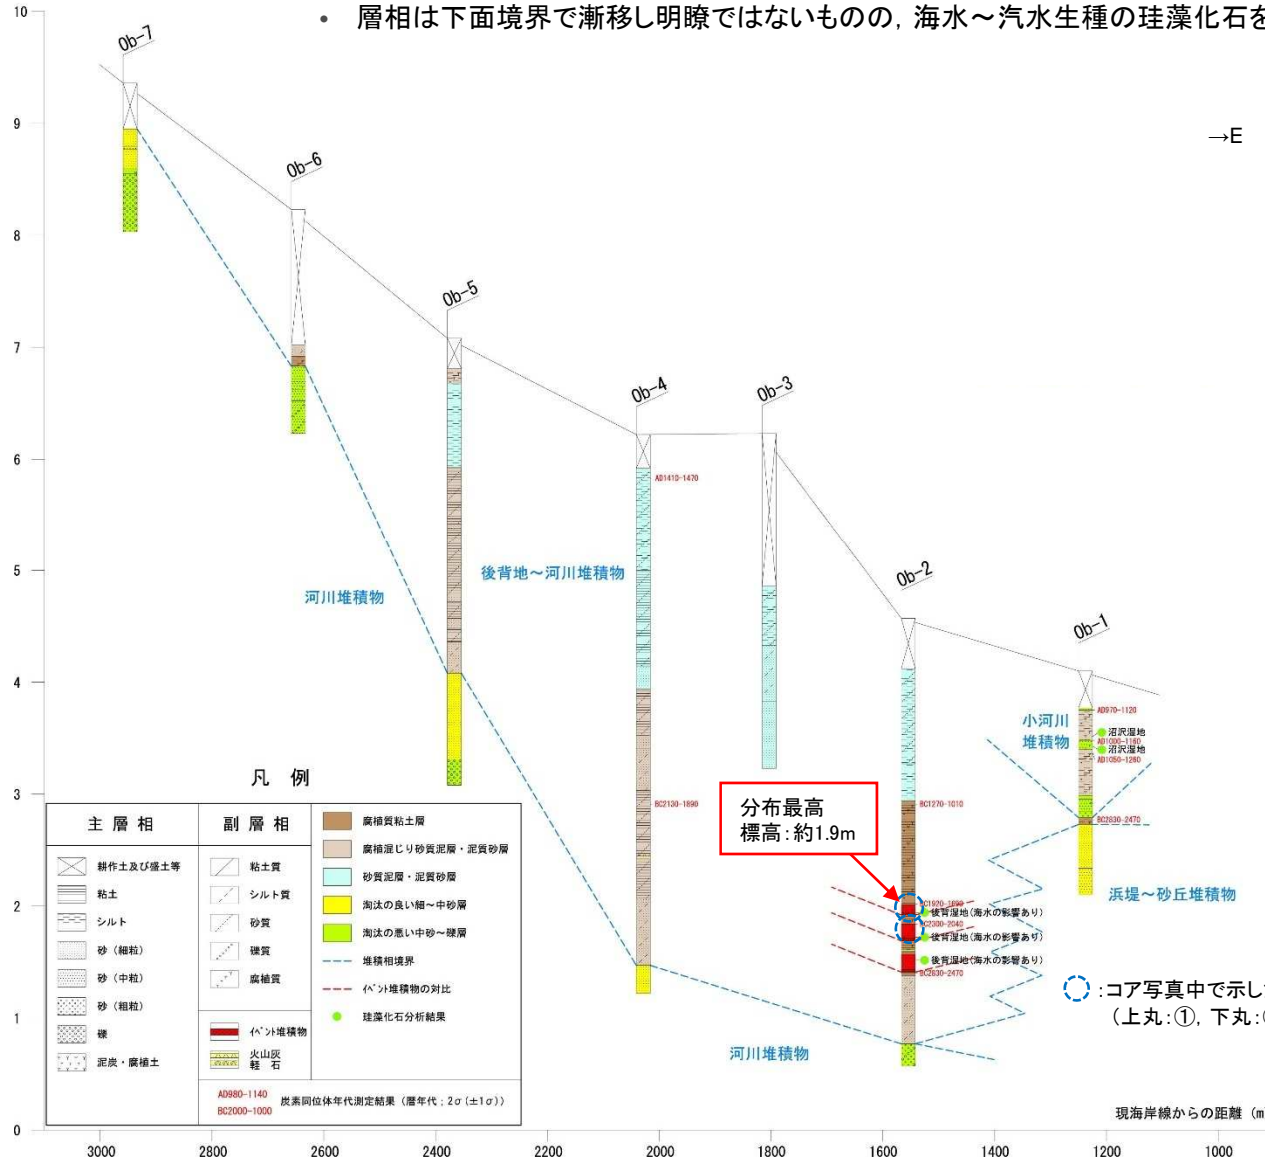 • 層相は下面境界で漸移し明瞭ではないものの，海水～汽水生種の珪藻化石を
→E
10
9
8
7
6
5
4
3
2
1
0
Ob-7
Ob-6
Ob-5
Ob-4
Ob-3
Ob-2
Ob-1
AD1410-1470
BC2130-1890
BC1270-1010
BC1920-1690
後背湿地(海水の影響あり)
BC2300-2040
後背湿地(海水の影響あり)
後背湿地(海水の影響あり)
BC2830-2470
AD970-1120
沼沢湿地
AD1000-1160
沼沢湿地
AD1050-1260
BC2830-2470
河川堆積物
後背地～河川堆積物
小河川
堆積物
浜堤～砂丘堆積物
河川堆積物
分布最高
標高：約1.9m
：コア写真中で示し
（上丸：①，下丸：
凡 例
主 層 相
耕作土及び盛土等
粘土
シルト
砂（細粒）
砂（中粒）
砂（粗粒）
礫
泥炭・腐植土
副 層 相
粘土質
シルト質
砂質
礫質
腐植質
イベント堆積物
火山灰
軽 石
腐植質粘土層
腐植混じり砂質泥層・泥質砂層
砂質泥層・泥質砂層
淘汰の良い細～中砂層
淘汰の悪い中砂～礫層
堆積相境界
イベント堆積物の対比
珪藻化石分析結果
AD980-1140
BC2000-1000
炭素同位体年代測定結果（暦年代；2σ(±1σ)）
現海岸線からの距離（m
3000
2800
2600
2400
2200
2000
1800
1600
1400
1200
1000